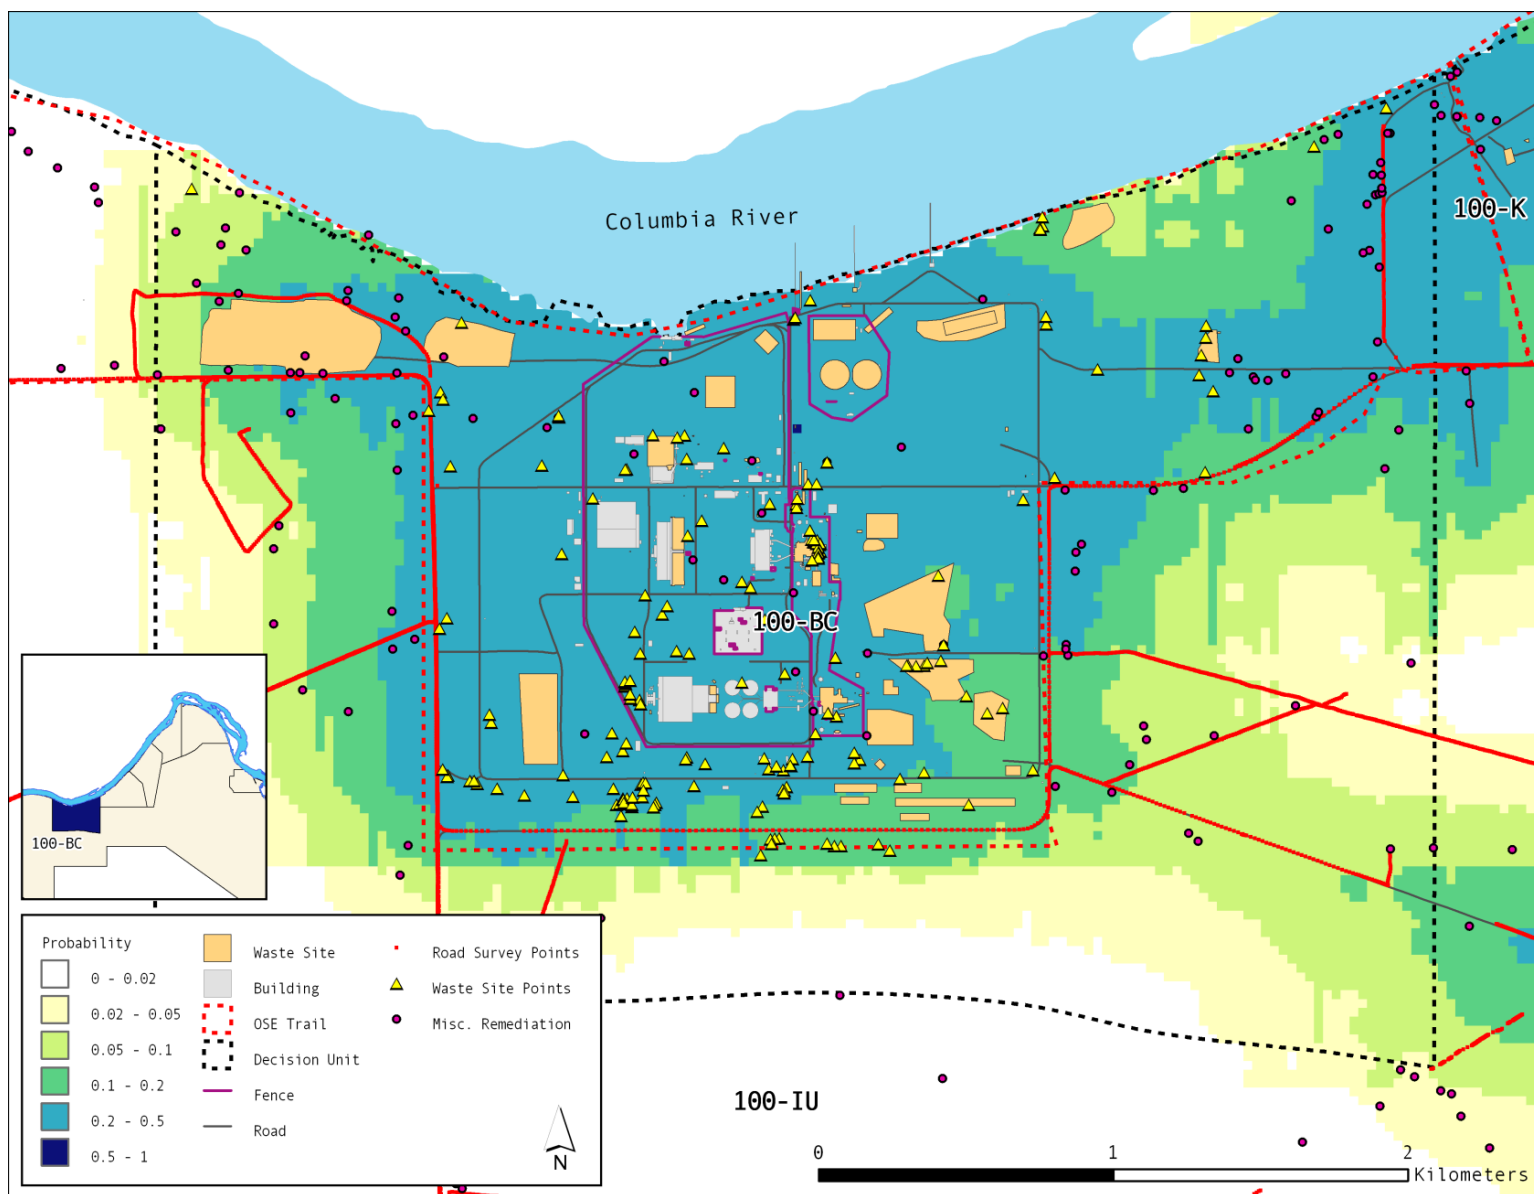 Columbia River
100-K
100-BC
100-BC
Probability
0 - 0.02
0.02 - 0.05
0.05 - 0.1
0.1 - 0.2
0.2 - 0.5
0.5 - 1
Waste Site
Building
OSE Trail
Decision Unit
Fence
Road
Road Survey Points
Waste Site Points
Misc. Remediation
N
100-IU
0
1
2
Kilometers